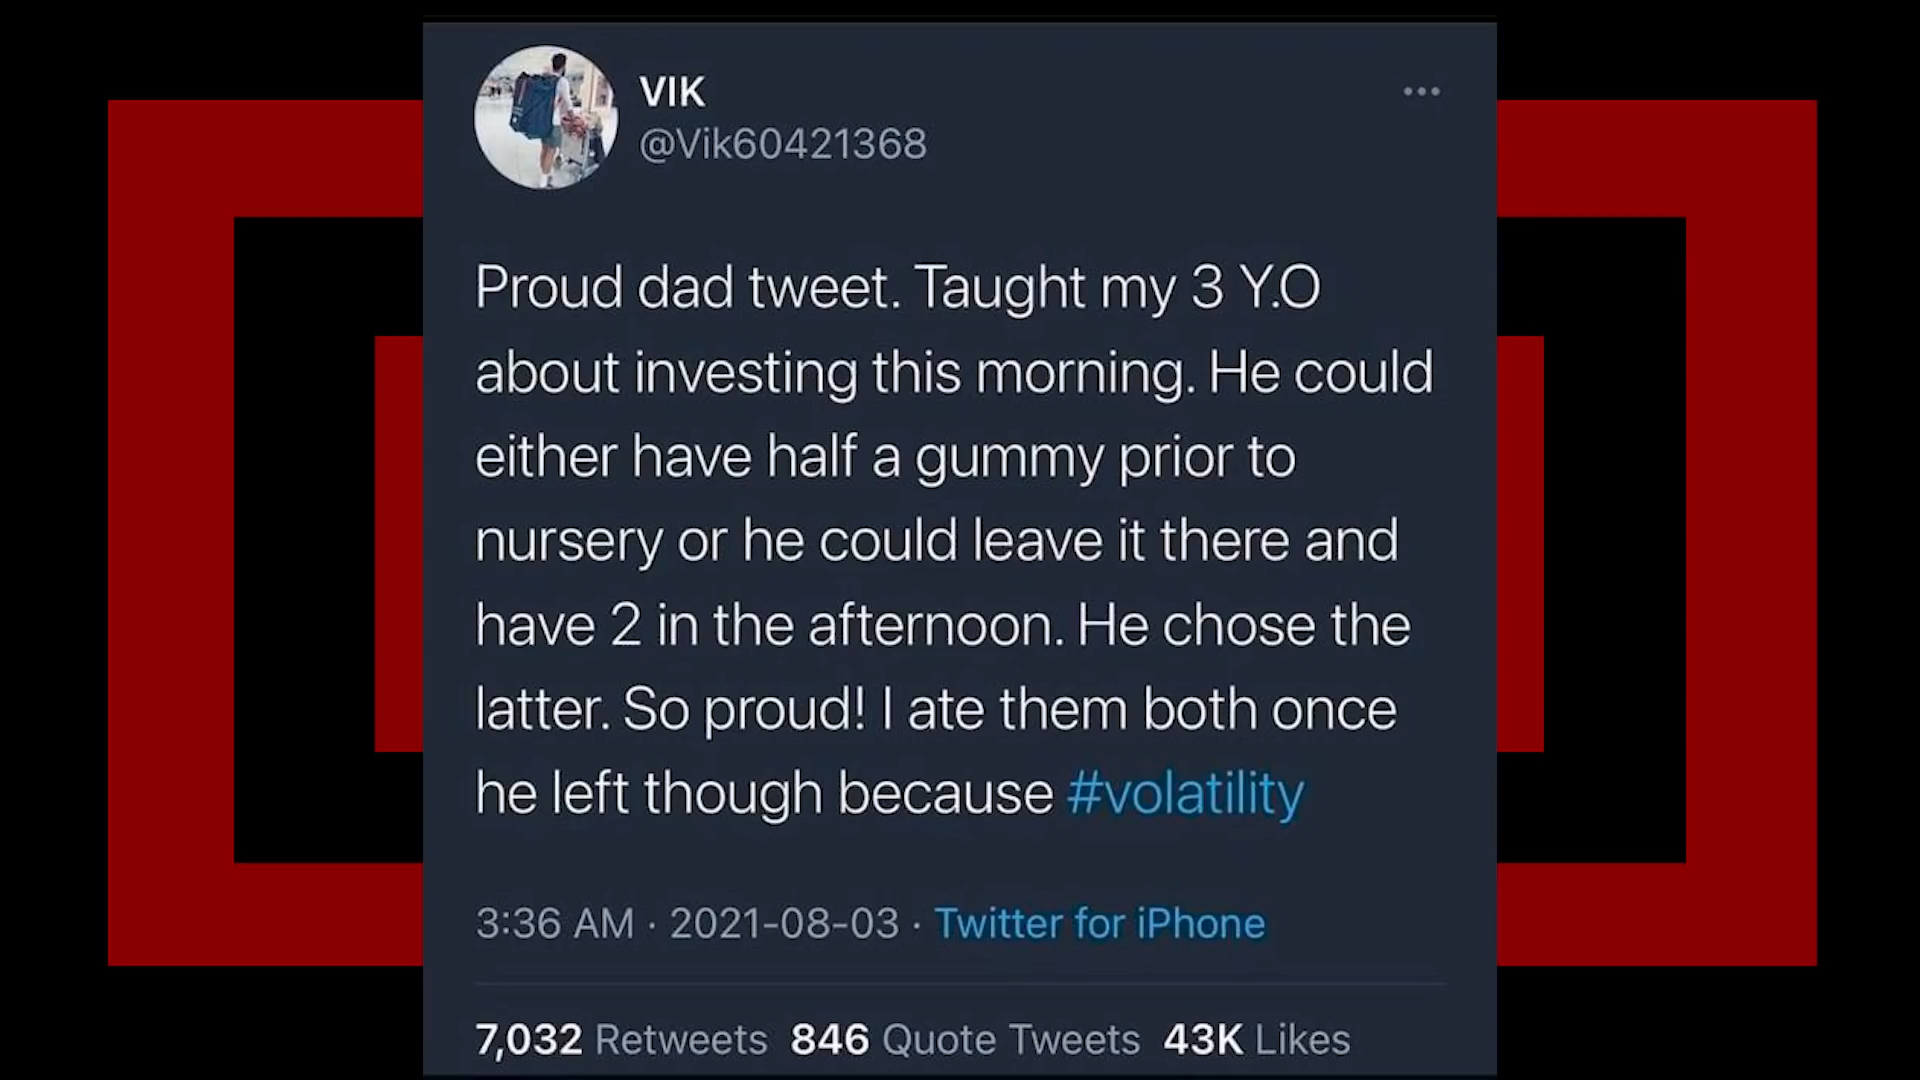 VIK
@Vik60421368
Proud dad tweet. Taught my 3 Y.O
about investing this morning. He could
either have half a gummy prior to
nursery or he could leave it there and
have 2 in the afternoon. He chose the
latter. So proud! I ate them both once
he left though because #volatility
3:36 AM · 2021-08-03 · Twitter for iPhone
7,032 Retweets 846 Quote Tweets 43K Likes